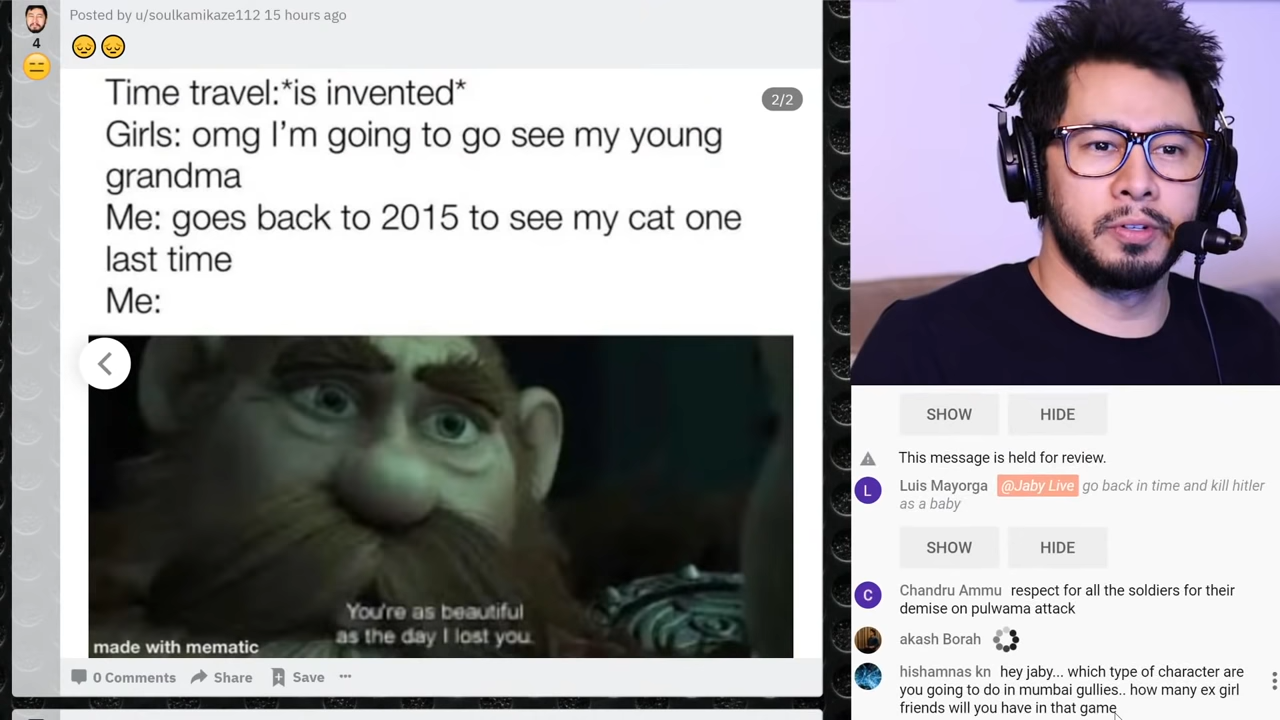 Posted by u/soulkamikaze112 15 hours ago
4
2/2
Time travel:*is invented*
Girls: omg I'm going to go see my young
grandma
Me: goes back to 2015 to see my cat one
last time
Me:
You're as beautiful
as the day I lost you.
made with mematic
0 Comments Share Save
SHOW HIDE
This message is held for review.
L Luis Mayorga @Jaby Live go back in time and kill hitler
as a baby
SHOW HIDE
C Chandru Ammu respect for all the soldiers for their
demise on pulwama attack
akash Borah
hishamnas kn hey jaby... which type of character are
you going to do in mumbai gullies.. how many ex girl
friends will you have in that game